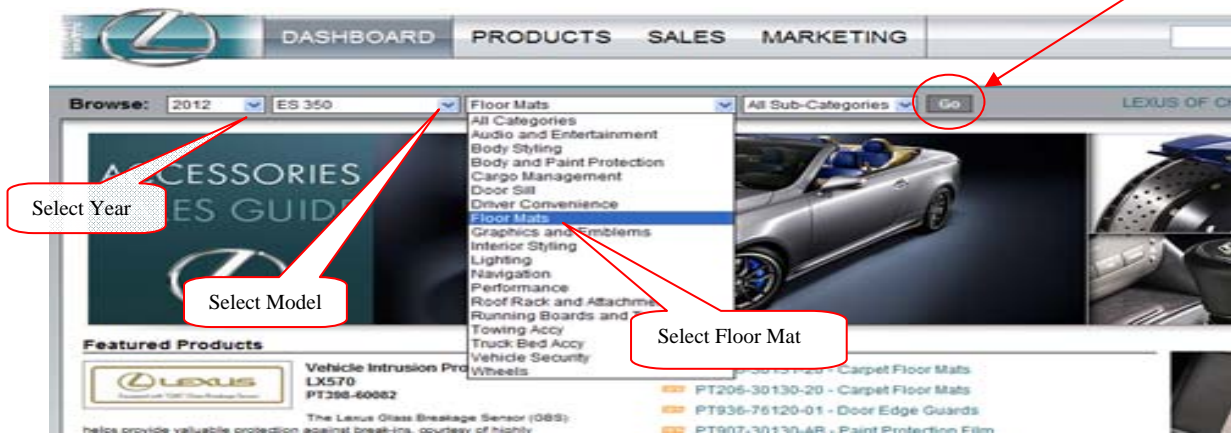 DASHBOARD PRODUCTS SALES MARKETING
Browse: 2012 ES 350 Floor Mats All Sub-Categories Go LEXUS OF
All Categories
Audio and Entertainment
Body Styling
Body and Paint Protection
Cargo Management
Door Sill
Driver Convenience
Floor Mats
Graphics and Emblems
Interior Styling
Lighting
Navigation
Performance
Roof Rack and Attachme
Running Boards and
Towing Accy
Truck Bed Accy
Vehicle Security
Wheels
ACCESSORIES
ES GUIDE
Select Year
Select Model
Select Floor Mat
Featured Products
LEXUS
Vehicle Intrusion Pro
LX570
PT398-60082
The Lexus Glass Breakage Sensor (GBS)
helps provide valuable protection against break-ins, courtesy of highly
- Carpet Floor Mats
PT206-30130-20 - Carpet Floor Mats
PT936-76120-01 - Door Edge Guards
PT907-30130-AB - Paint Protection Film